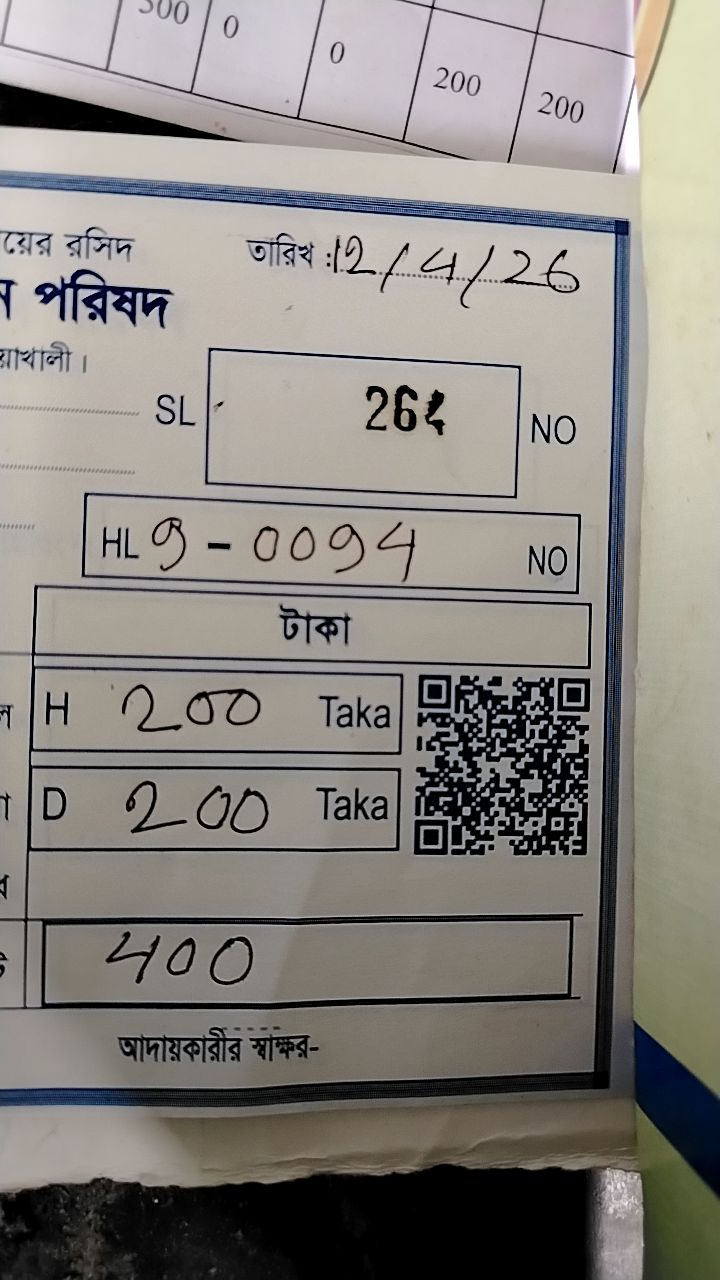 500 0 0 200 200
রসিদ তারিখ : 12/4/26
পরিষদ
SL NO
HL 9-0094 NO
টাকা
H 200 Taka
D 200 Taka
400
আদায়কারীর স্বাক্ষর-